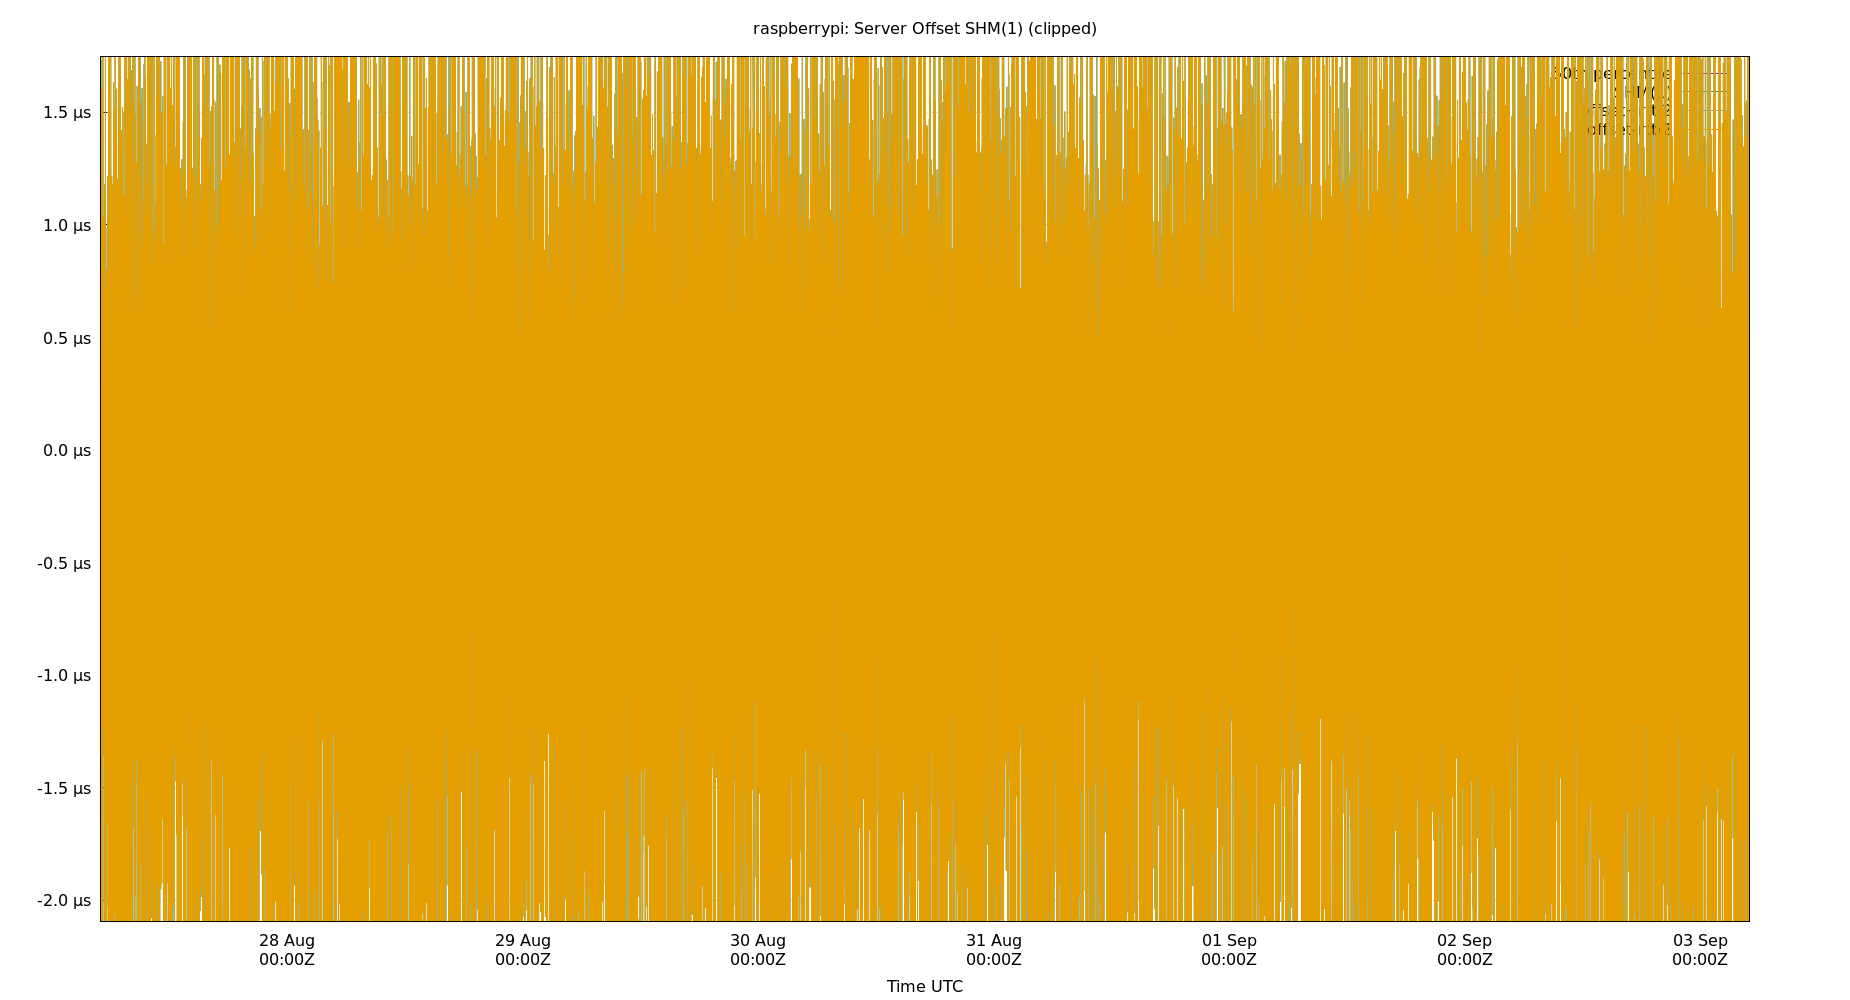 raspberrypi: Server Offset SHM(1) (clipped)
1.5 µs
1.0 µs
0.5 µs
0.0 µs
-0.5 µs
-1.0 µs
-1.5 µs
-2.0 µs
28 Aug 29 Aug 30 Aug 31 Aug 01 Sep 02 Sep 03 Sep
00:00Z 00:00Z 00:00Z 00:00Z 00:00Z 00:00Z 00:00Z
Time UTC